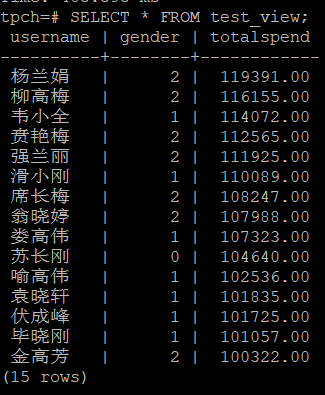 tpch=# SELECT * FROM test_view;
username | gender | totalspend
---------+--------+------------
杨兰娟 | 2 | 119391.00
柳高梅 | 2 | 116155.00
韦小全 | 1 | 114072.00
贲艳梅 | 2 | 112565.00
强兰丽 | 2 | 111925.00
滑小刚 | 1 | 110089.00
席长梅 | 2 | 108247.00
翁晓婷 | 2 | 107988.00
娄高伟 | 1 | 107323.00
苏长刚 | 0 | 104640.00
喻高伟 | 1 | 102536.00
袁晓轩 | 1 | 101835.00
伏成峰 | 1 | 101725.00
毕晓刚 | 1 | 101057.00
金高芳 | 2 | 100322.00
(15 rows)